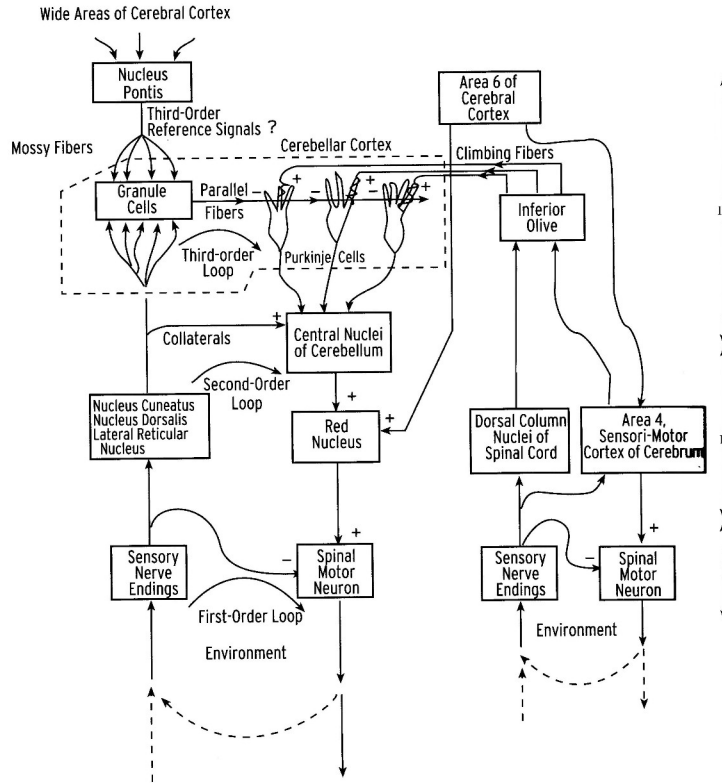 Wide Areas of Cerebral Cortex
Nucleus
Pontis
Third-Order
Reference Signals ?
Mossy Fibers
Cerebellar Cortex
Area 6 of
Cerebral
Cortex
Climbing Fibers
Granule
Cells
Parallel
Fibers
−
+
−
+
−
+
Inferior
Olive
Third-order
Loop
Purkinje Cells
Collaterals
+
Central Nuclei
of Cerebellum
Second-Order
Loop
+
Nucleus Cuneatus
Nucleus Dorsalis
Lateral Reticular
Nucleus
Red
Nucleus
+
Dorsal Column
Nuclei of
Spinal Cord
Area 4,
Sensori-Motor
Cortex of Cerebrum
+
+
Sensory
Nerve
Endings
−
Spinal
Motor
Neuron
Sensory
Nerve
Endings
−
Spinal
Motor
Neuron
First-Order Loop
Environment
Environment